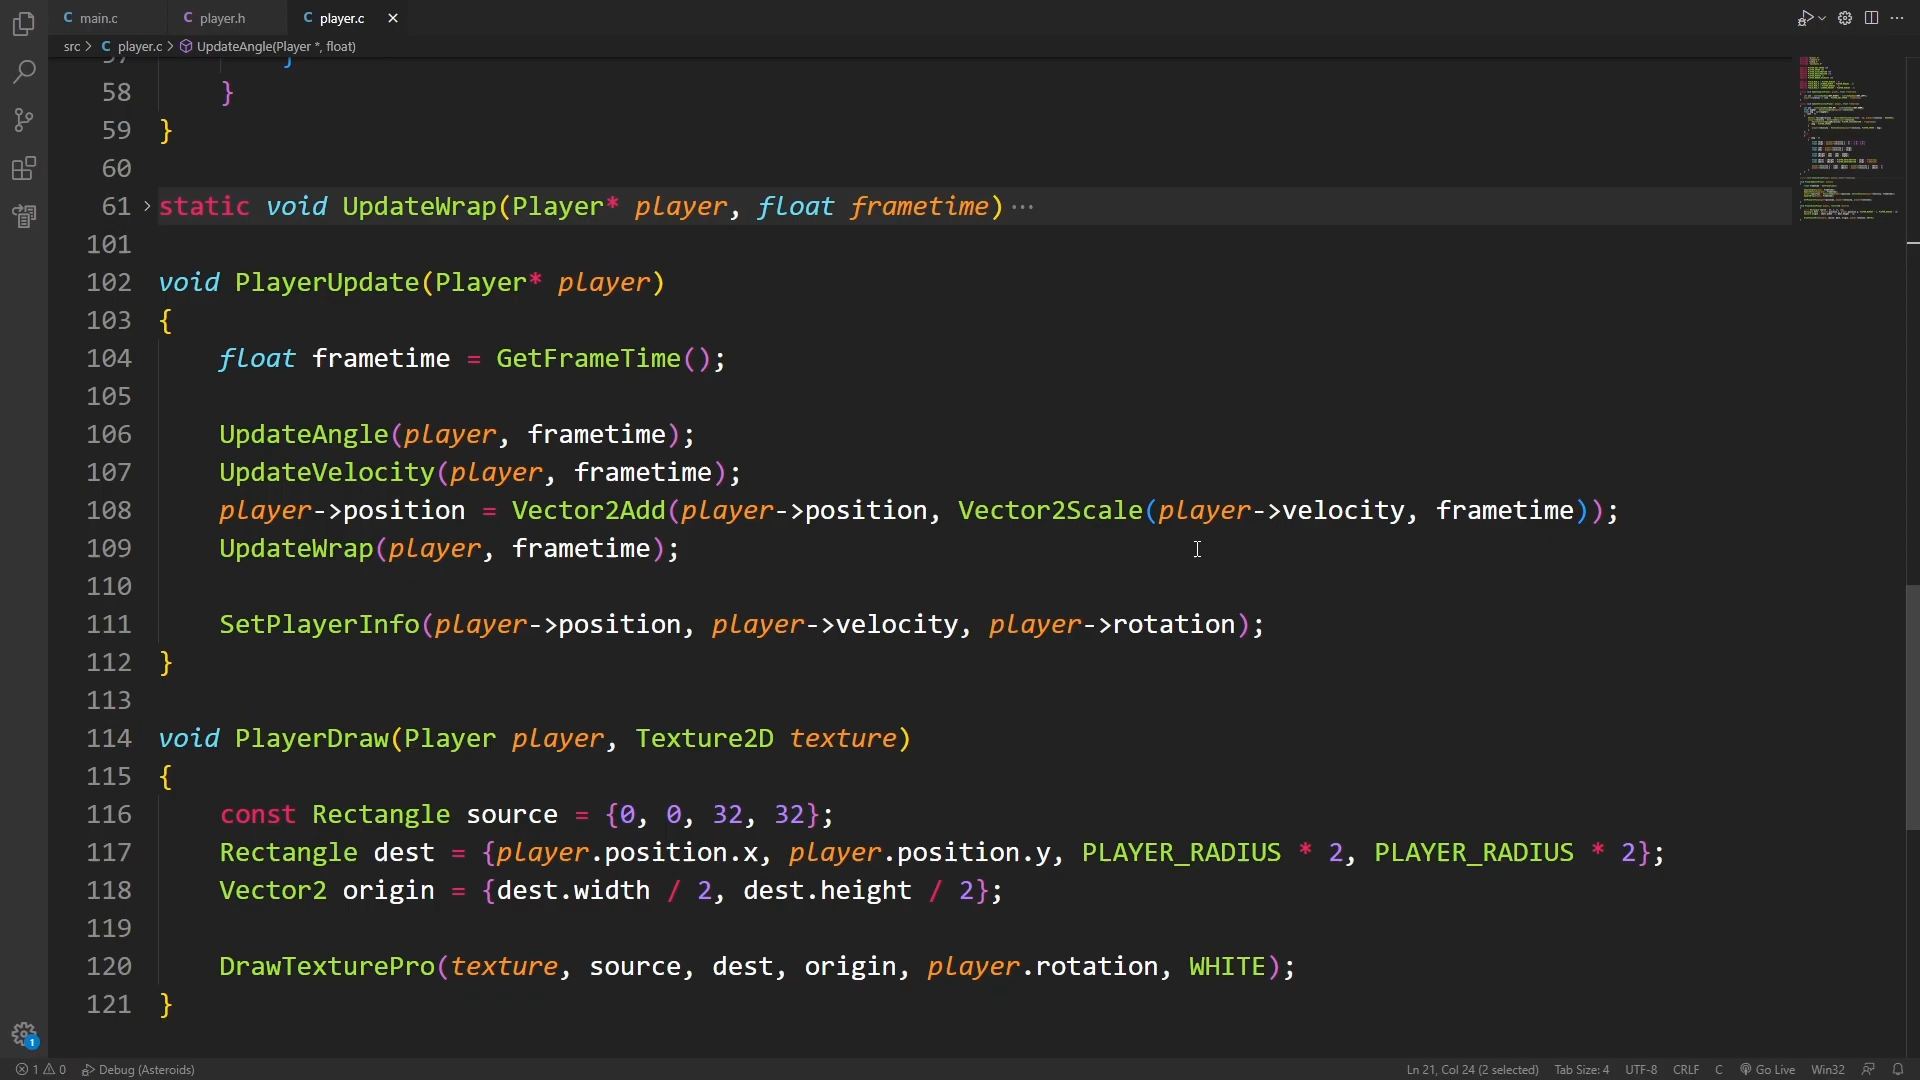 C main.c
C player.h
C player.c ×
src > C player.c > UpdateAngle(Player *, float)
58 }
59 }
60
61 > static void UpdateWrap(Player* player, float frametime) ···
101
102 void PlayerUpdate(Player* player)
103 {
104 float frametime = GetFrameTime();
105
106 UpdateAngle(player, frametime);
107 UpdateVelocity(player, frametime);
108 player->position = Vector2Add(player->position, Vector2Scale(player->velocity, frametime));
109 UpdateWrap(player, frametime);
110
111 SetPlayerInfo(player->position, player->velocity, player->rotation);
112 }
113
114 void PlayerDraw(Player player, Texture2D texture)
115 {
116 const Rectangle source = {0, 0, 32, 32};
117 Rectangle dest = {player.position.x, player.position.y, PLAYER_RADIUS * 2, PLAYER_RADIUS * 2};
118 Vector2 origin = {dest.width / 2, dest.height / 2};
119
120 DrawTexturePro(texture, source, dest, origin, player.rotation, WHITE);
121 }
1
1 0 Debug (Asteroids) Ln 21, Col 24 (2 selected) Tab Size: 4 UTF-8 CRLF C Go Live Win32